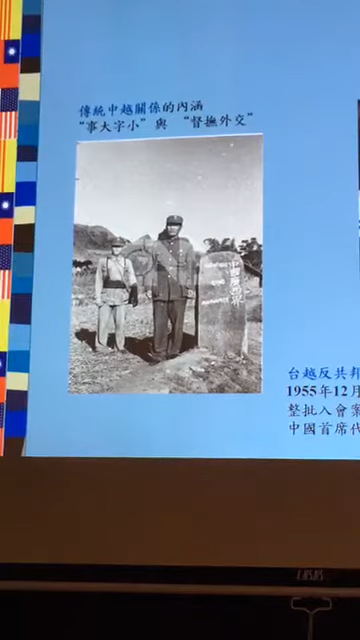 傳統中越關係的內涵
“事大字小” 與 “督撫外交”
台越反共邦
1955年12月
整批入會案
中國首席代